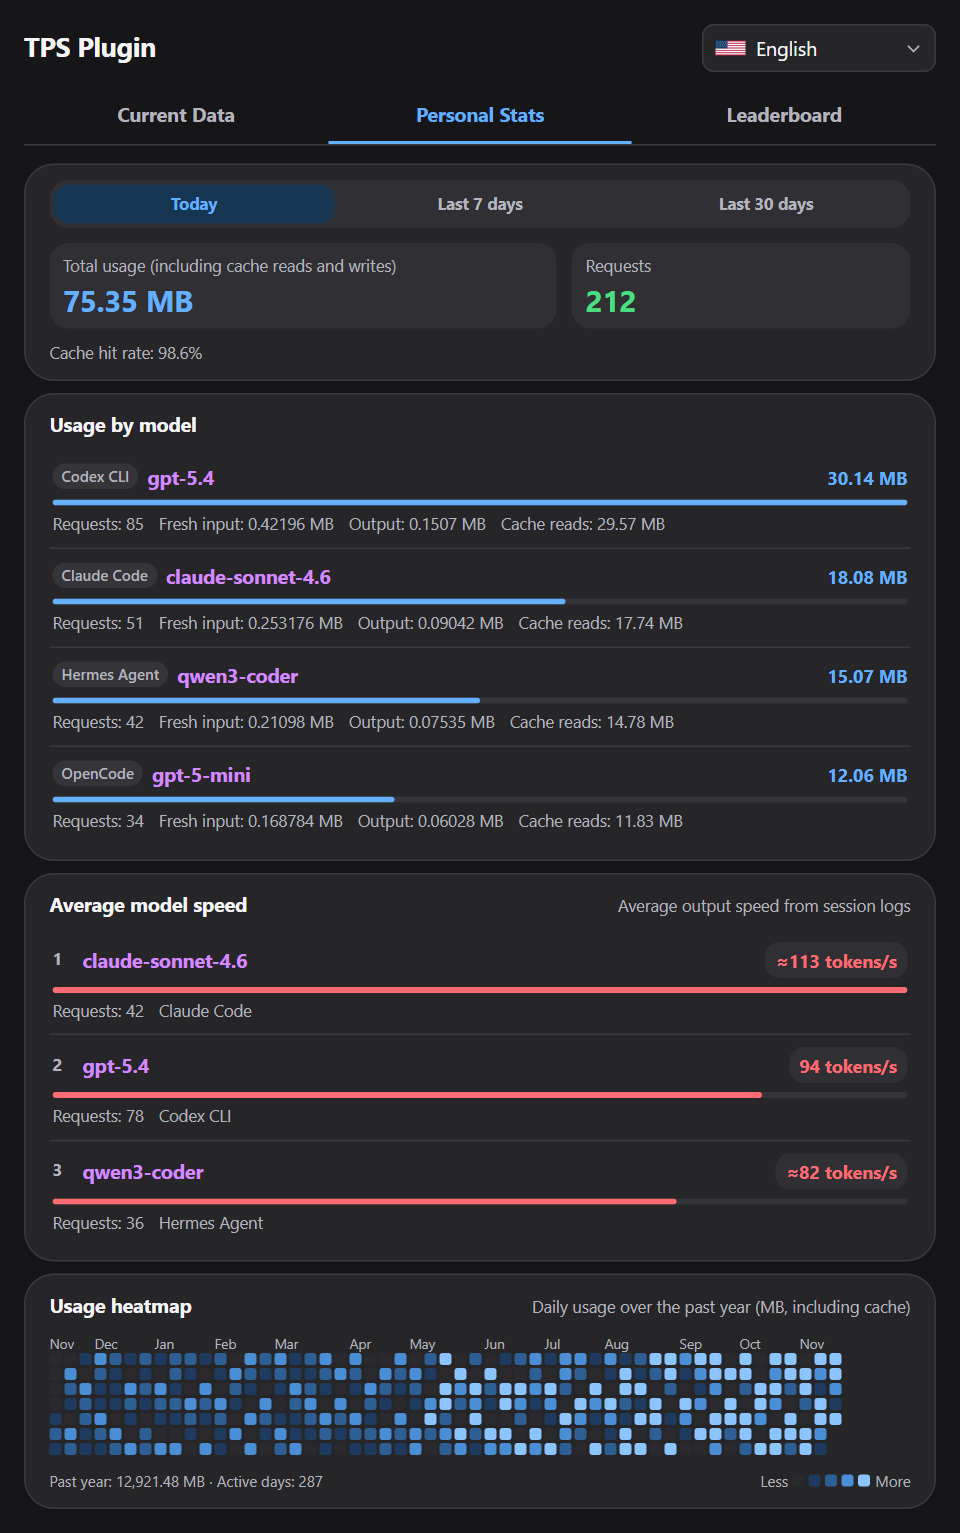 TPS Plugin
English
Current Data
Personal Stats
Leaderboard
Today
Last 7 days
Last 30 days
Total usage (including cache reads and writes)
75.35 MB
Requests
212
Cache hit rate: 98.6%
Usage by model
Codex CLI gpt-5.4 30.14 MB
Requests: 85 Fresh input: 0.42196 MB Output: 0.1507 MB Cache reads: 29.57 MB
Claude Code claude-sonnet-4.6 18.08 MB
Requests: 51 Fresh input: 0.253176 MB Output: 0.09042 MB Cache reads: 17.74 MB
Hermes Agent qwen3-coder 15.07 MB
Requests: 42 Fresh input: 0.21098 MB Output: 0.07535 MB Cache reads: 14.78 MB
OpenCode gpt-5-mini 12.06 MB
Requests: 34 Fresh input: 0.168784 MB Output: 0.06028 MB Cache reads: 11.83 MB
Average model speed
Average output speed from session logs
1 claude-sonnet-4.6 ≈113 tokens/s
Requests: 42 Claude Code
2 gpt-5.4 94 tokens/s
Requests: 78 Codex CLI
3 qwen3-coder ≈82 tokens/s
Requests: 36 Hermes Agent
Usage heatmap
Daily usage over the past year (MB, including cache)
Nov Dec Jan Feb Mar Apr May Jun Jul Aug Sep Oct Nov
Past year: 12,921.48 MB · Active days: 287
Less More